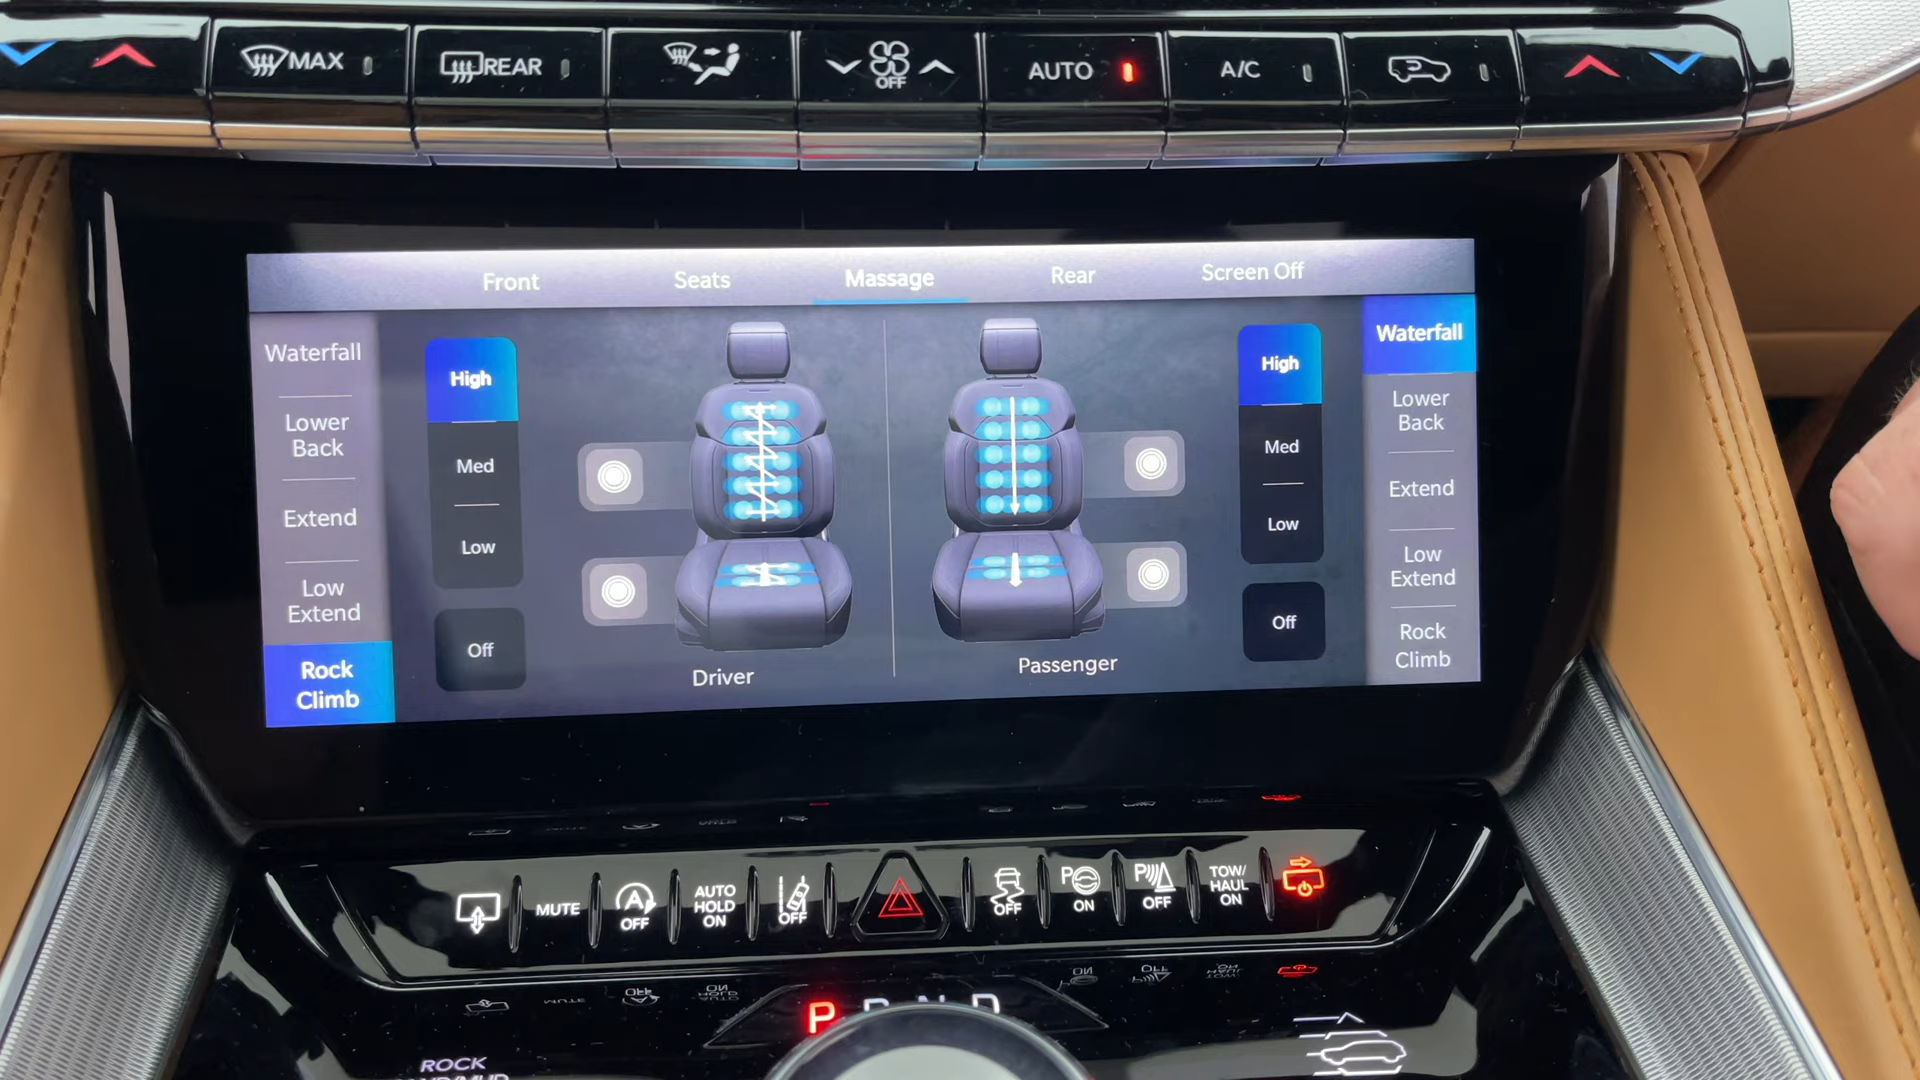 MAX
REAR
OFF
AUTO
A/C
Front
Seats
Massage
Rear
Screen Off
Waterfall
Lower
Back
Extend
Low
Extend
Rock
Climb
High
Med
Low
Off
Driver
Passenger
High
Med
Low
Off
Waterfall
Lower
Back
Extend
Low
Extend
Rock
Climb
MUTE
OFF
AUTO
HOLD
ON
OFF
OFF
P
ON
P
OFF
TOW/
HAUL
ON
P R N D
ROCK